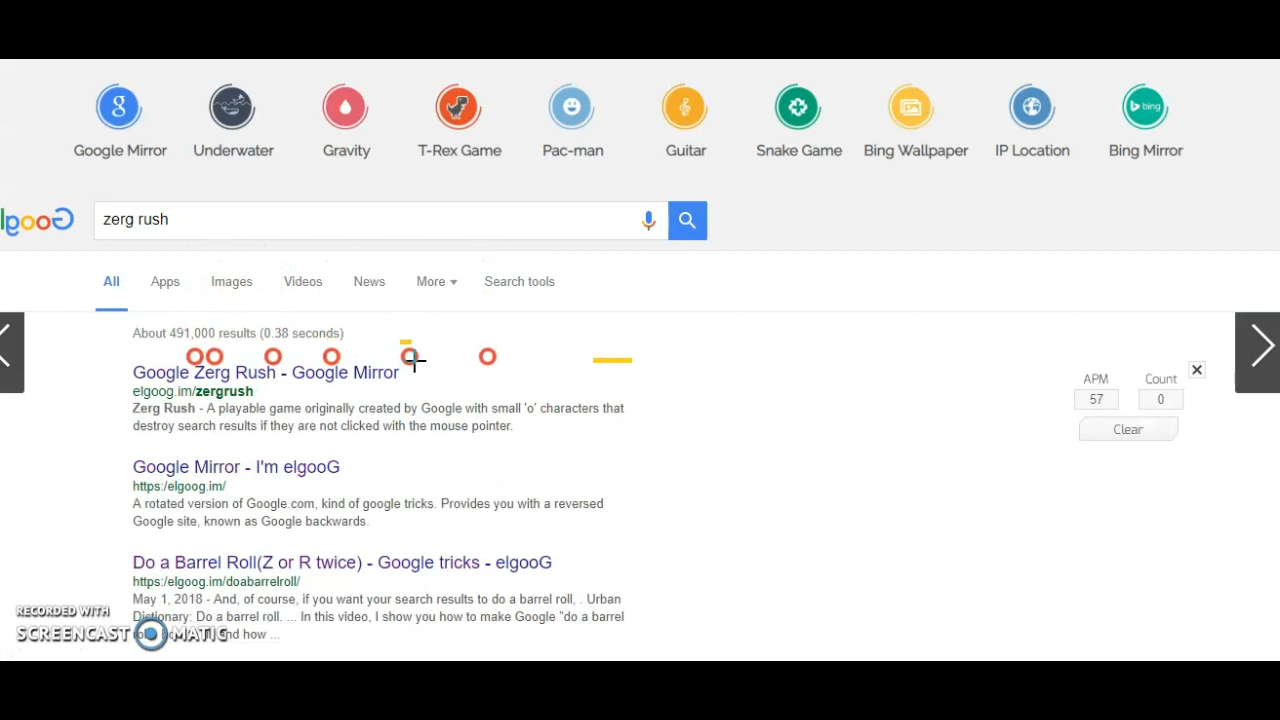 g
bing
Google Mirror Underwater Gravity T-Rex Game Pac-man Guitar Snake Game Bing Wallpaper IP Location Bing Mirror
elgooG zerg rush
All Apps Images Videos News More Search tools
About 491,000 results (0.38 seconds)
Google Zerg Rush - Google Mirror
elgoog.im/zergrush
Zerg Rush - A playable game originally created by Google with small 'o' characters that
destroy search results if they are not clicked with the mouse pointer.
APM Count
57 0
Clear
Google Mirror - I'm elgooG
https:/elgoog.im/
A rotated version of Google.com, kind of google tricks. Provides you with a reversed
Google site, known as Google backwards.
Do a Barrel Roll(Z or R twice) - Google tricks - elgooG
https:/elgoog.im/doabarrelroll/
May 1, 2018 - And, of course, if you want your search results to do a barrel roll, . Urban
Dictionary: Do a barrel roll. ... In this video, I show you how to make Google "do a barrel
and how ...
RECORDED WITH
SCREENCAST-O-MATIC